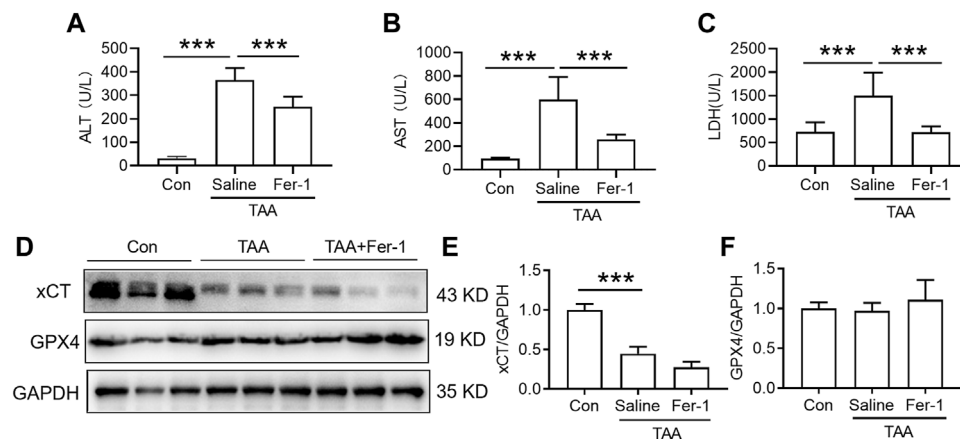 A
ALT (U/L)
500
400
300
200
100
0
***
***
Con
Saline
Fer-1
TAA
B
AST (U/L)
1000
800
600
400
200
0
***
***
Con
Saline
Fer-1
TAA
C
LDH(U/L)
2500
2000
1500
1000
500
0
***
***
Con
Saline
Fer-1
TAA
D
Con
TAA
TAA+Fer-1
xCT
43 KD
GPX4
19 KD
GAPDH
35 KD
E
xCT/GAPDH
1.5
1.0
0.5
0.0
***
Con
Saline
Fer-1
TAA
F
GPX4/GAPDH
1.5
1.0
0.5
0.0
Con
Saline
Fer-1
TAA